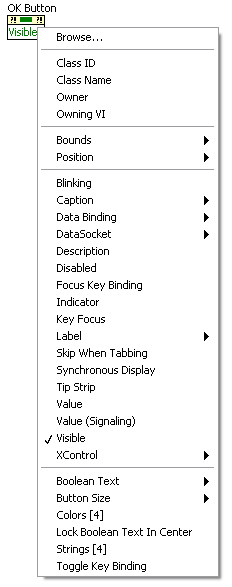 OK Button
Visible
Browse...
Class ID
Class Name
Owner
Owning VI
Bounds
Position
Blinking
Caption
Data Binding
DataSocket
Description
Disabled
Focus Key Binding
Indicator
Key Focus
Label
Skip When Tabbing
Synchronous Display
Tip Strip
Value
Value (Signaling)
Visible
XControl
Boolean Text
Button Size
Colors [4]
Lock Boolean Text In Center
Strings [4]
Toggle Key Binding